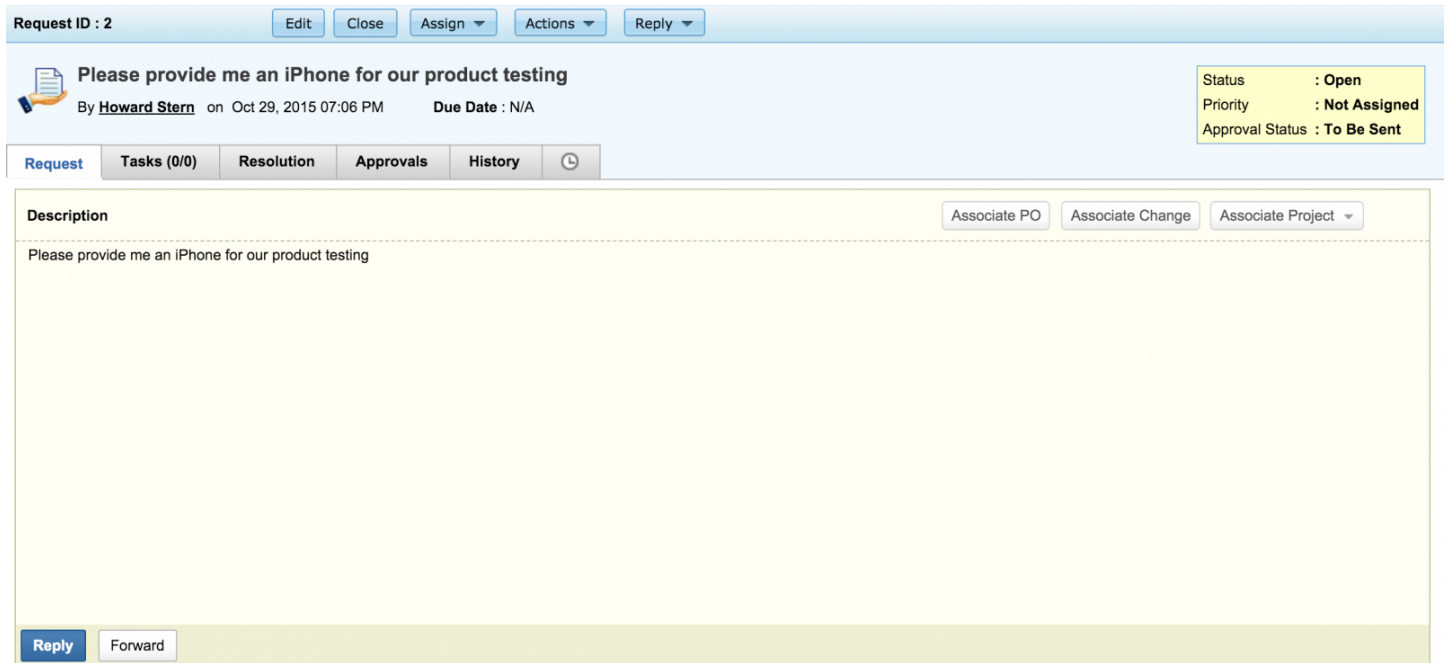 Request ID : 2 Edit Close Assign Actions Reply
Please provide me an iPhone for our product testing
By Howard Stern on Oct 29, 2015 07:06 PM Due Date : N/A
Status : Open
Priority : Not Assigned
Approval Status : To Be Sent
Request Tasks (0/0) Resolution Approvals History
Description Associate PO Associate Change Associate Project
Please provide me an iPhone for our product testing
Reply Forward